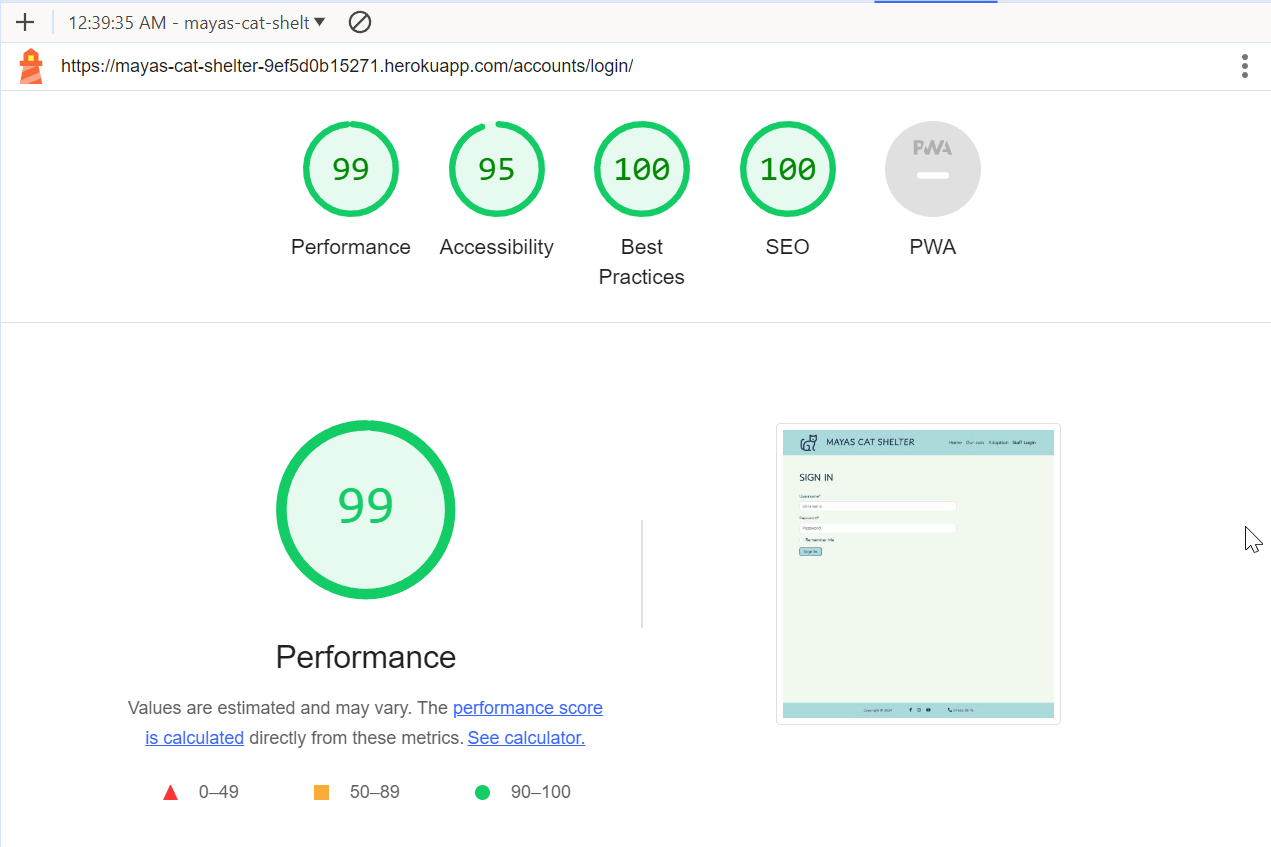 12:39:35 AM - mayas-cat-shelt
https://mayas-cat-shelter-9ef5d0b15271.herokuapp.com/accounts/login/
99 95 100 100 PWA
Performance Accessibility Best Practices SEO PWA
99
Performance
Values are estimated and may vary. The performance score
is calculated directly from these metrics. See calculator.
0–49 50–89 90–100
MAYAS CAT SHELTER Home Our cats Adoption Staff Login
SIGN IN
Username*
Username
Password*
Password
Remember Me
Sign In
Copyright © 2024